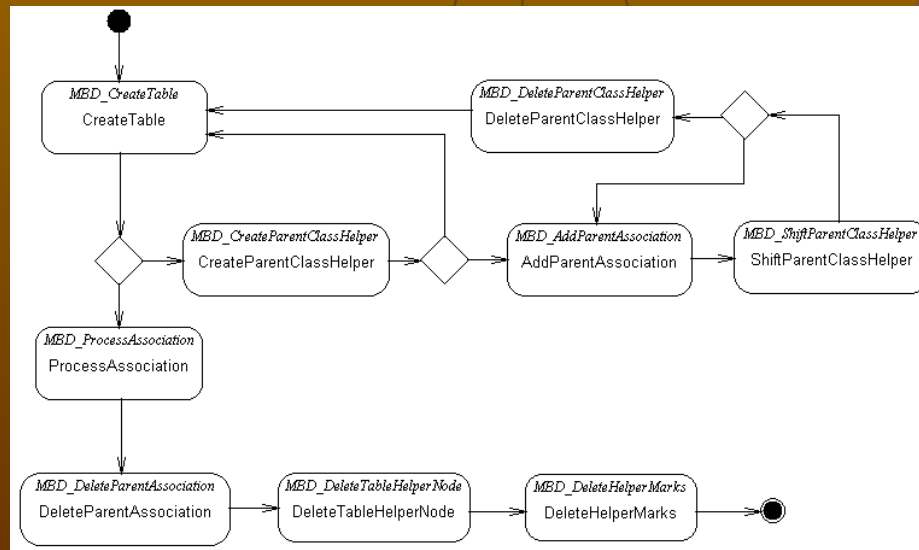 MBD_CreateTable
CreateTable
MBD_DeleteParentClassHelper
DeleteParentClassHelper
MBD_CreateParentClassHelper
CreateParentClassHelper
MBD_AddParentAssociation
AddParentAssociation
MBD_ShiftParentClassHelper
ShiftParentClassHelper
MBD_ProcessAssociation
ProcessAssociation
MBD_DeleteParentAssociation
DeleteParentAssociation
MBD_DeleteTableHelperNode
DeleteTableHelperNode
MBD_DeleteHelperMarks
DeleteHelperMarks